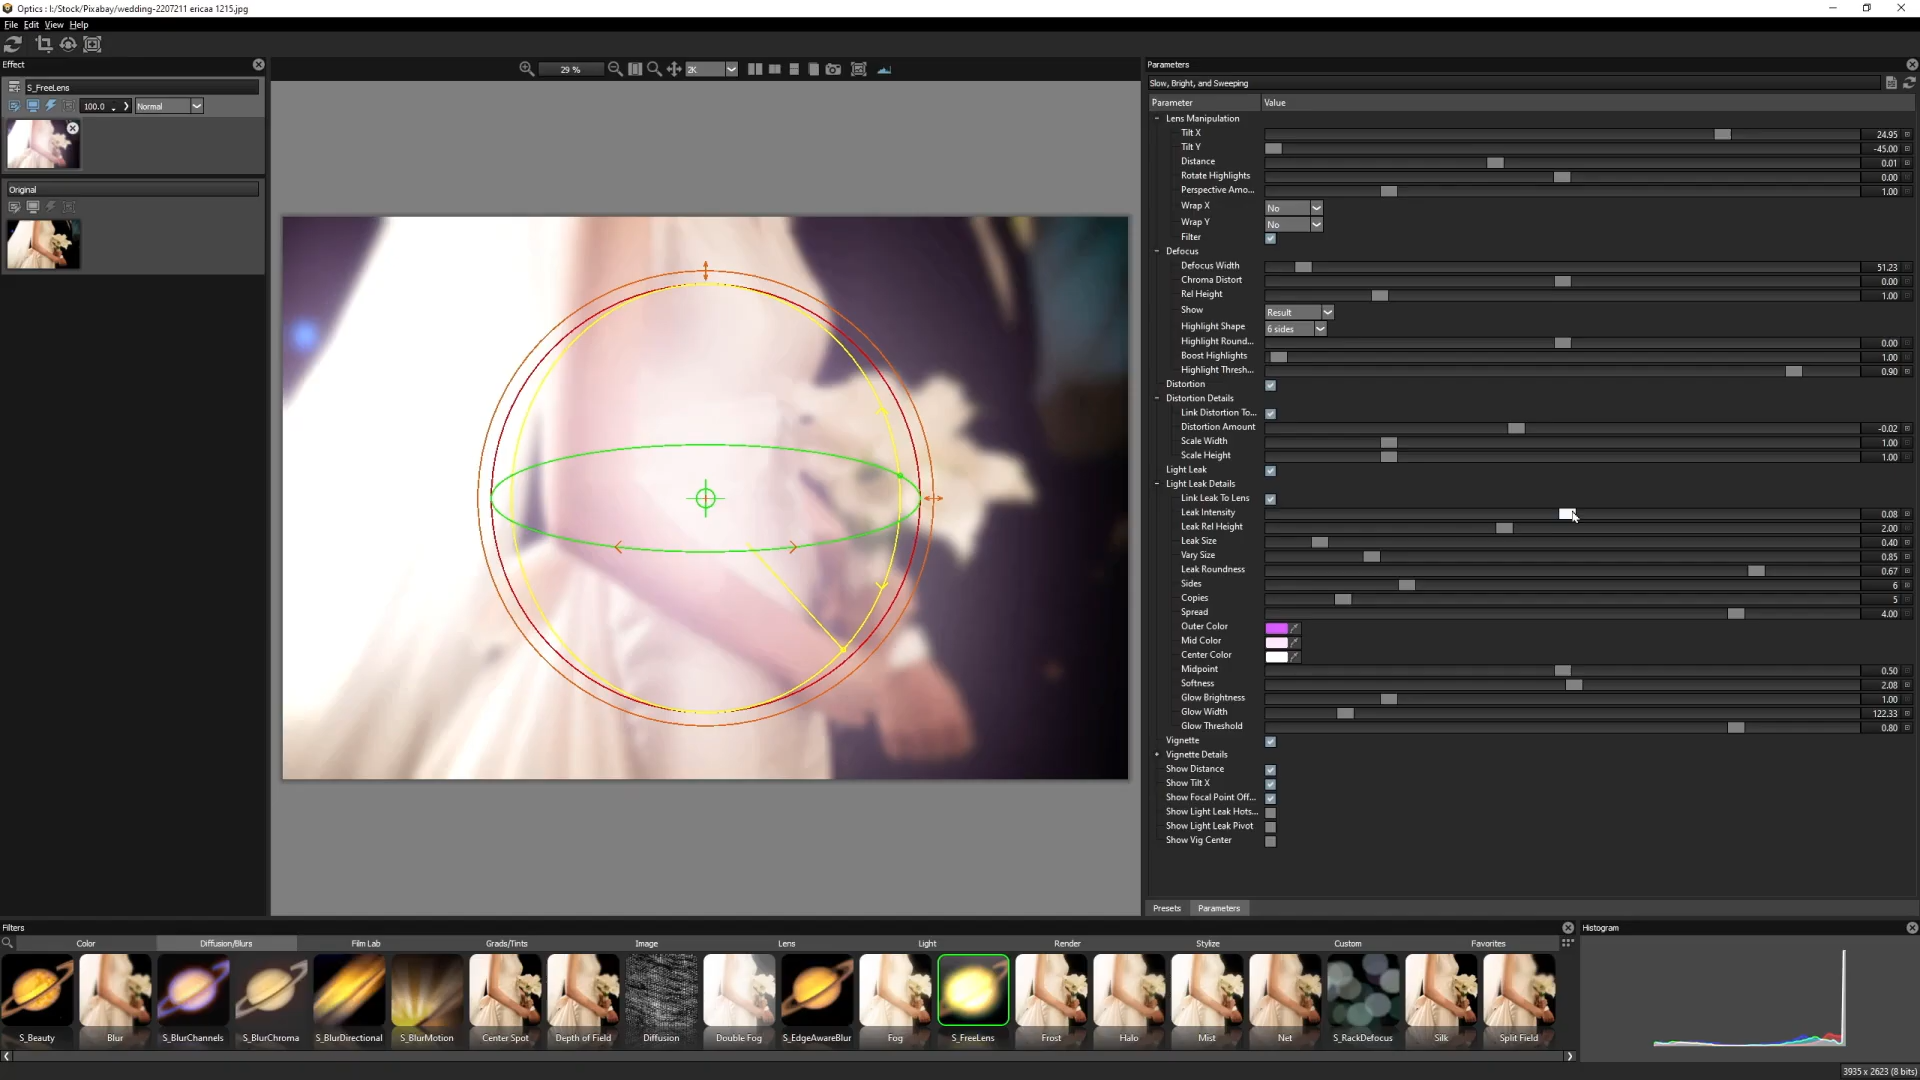 Optics : I:/Stock/Pixabay/wedding-2207211 ericaa 1215.jpg
File Edit View Help
Effect
S_FreeLens
100.0 Normal
Original
29 %
2K
Parameters
Slow, Bright, and Sweeping
Parameter Value
Lens Manipulation
Tilt X 24.95
Tilt Y -45.00
Distance 0.01
Rotate Highlights 0.00
Perspective Amo... 1.00
Wrap X No
Wrap Y No
Filter
Defocus
Defocus Width 51.23
Chroma Distort 0.00
Rel Height 1.00
Show Result
Highlight Shape 6 sides
Highlight Round... 0.00
Boost Highlights 1.00
Highlight Thresh... 0.90
Distortion
Distortion Details
Link Distortion To...
Distortion Amount -0.02
Scale Width 1.00
Scale Height 1.00
Light Leak
Light Leak Details
Link Leak To Lens
Leak Intensity 0.08
Leak Rel Height 2.00
Leak Size 0.40
Vary Size 0.85
Leak Roundness 0.67
Sides 6
Copies 5
Spread 4.00
Outer Color
Mid Color
Center Color
Midpoint 0.50
Softness 2.08
Glow Brightness 1.00
Glow Width 122.33
Glow Threshold 0.80
Vignette
Vignette Details
Show Distance
Show Tilt X
Show Focal Point Off...
Show Light Leak Hots...
Show Light Leak Pivot
Show Vig Center
Presets Parameters
Filters
Color Diffusion/Blurs Film Lab Grads/Tints Image Lens Light Render Stylize Custom Favorites
S_Beauty Blur S_BlurChannels S_BlurChroma S_BlurDirectional S_BlurMotion Center Spot Depth of Field Diffusion Double Fog S_EdgeAwareBlur Fog S_FreeLens Frost Halo Mist Net S_RackDefocus Silk Split Field
Histogram
3935 x 2623 (8 bits)